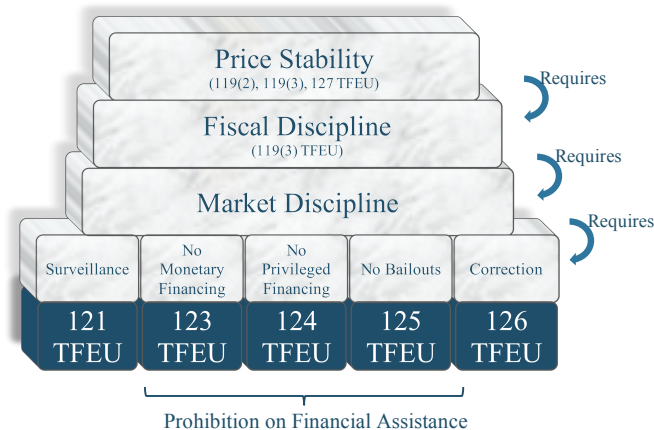 Price Stability
(119(2), 119(3), 127 TFEU)
Requires
Fiscal Discipline
(119(3) TFEU)
Requires
Market Discipline
Requires
Surveillance
No
Monetary
Financing
No
Privileged
Financing
No Bailouts
Correction
121
TFEU
123
TFEU
124
TFEU
125
TFEU
126
TFEU
Prohibition on Financial Assistance